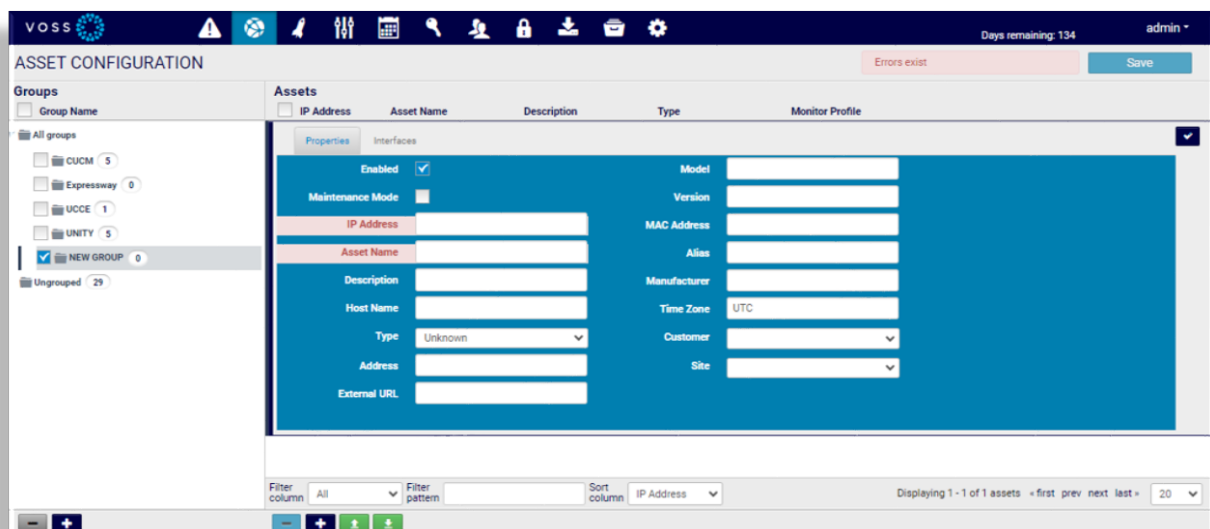 VOSS
Days remaining: 134
admin
ASSET CONFIGURATION
Errors exist
Save
Groups
Group Name
All groups
CUCM 5
Expressway 0
UCCE 1
UNITY 5
NEW GROUP 0
Ungrouped 29
Assets
IP Address Asset Name Description Type Monitor Profile
Properties Interfaces
Enabled
Maintenance Mode
IP Address
Asset Name
Description
Host Name
Type Unknown
Address
External URL
Model
Version
MAC Address
Alias
Manufacturer
Time Zone UTC
Customer
Site
Filter column All
Filter pattern
Sort column IP Address
Displaying 1 - 1 of 1 assets « first prev next last » 20